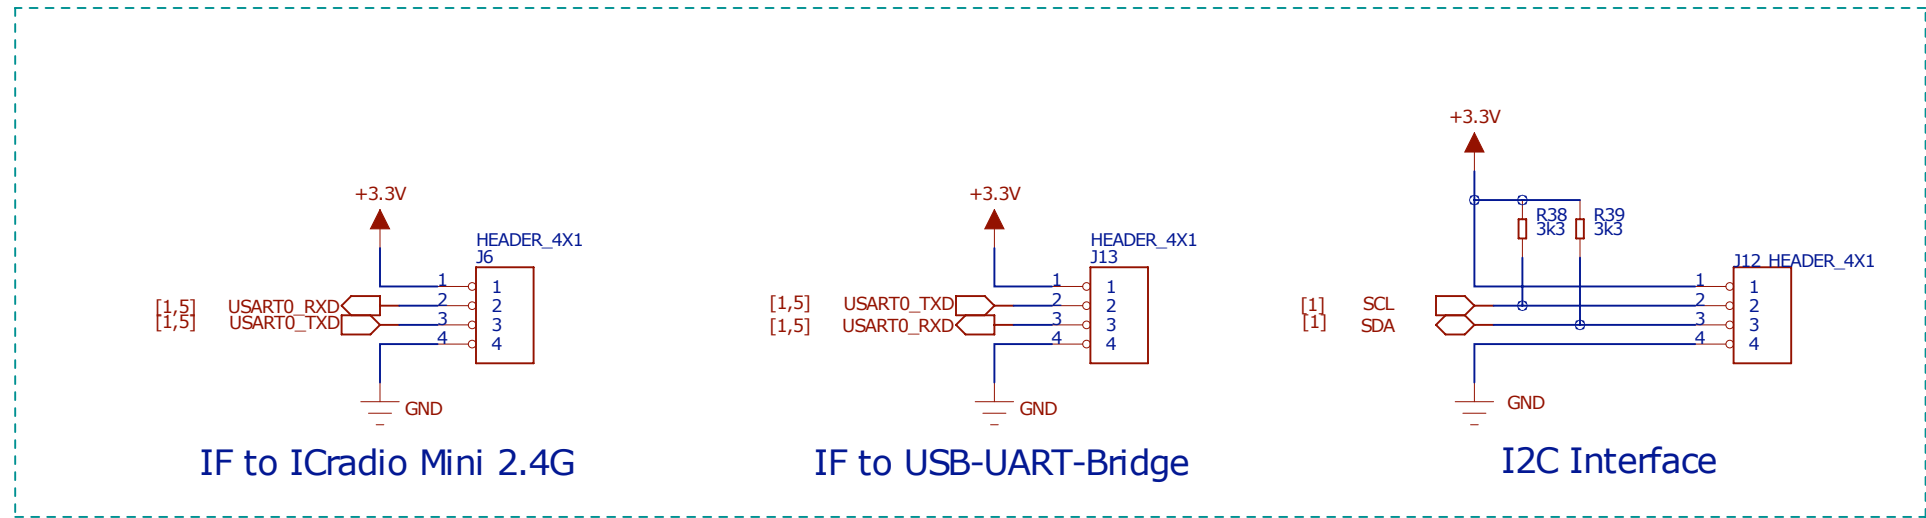 +3.3V
HEADER_4X1
J6
1
1
[1,5]
USART0_RXD
2
2
[1,5]
USART0_TXD
3
3
4
4
GND
IF to ICradio Mini 2.4G
+3.3V
HEADER_4X1
J13
1
1
[1,5]
USART0_TXD
2
2
[1,5]
USART0_RXD
3
3
4
4
GND
IF to USB-UART-Bridge
+3.3V
R38
3k3
R39
3k3
J12 HEADER_4X1
1
1
[1]
SCL
2
2
[1]
SDA
3
3
4
4
GND
I2C Interface